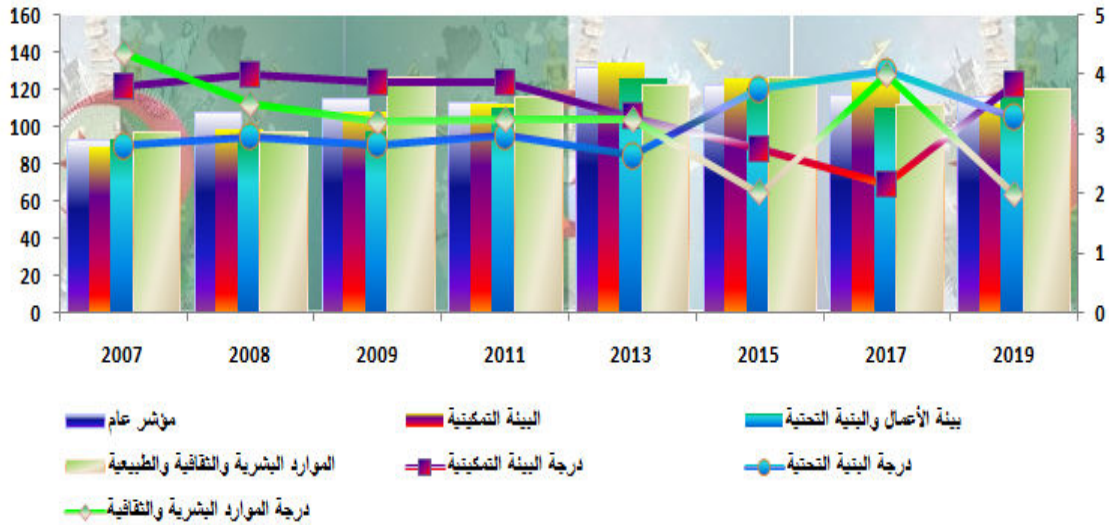 160
140
120
100
80
60
40
20
0
5
4
3
2
1
0
2007 2008 2009 2011 2013 2015 2017 2019
مؤشر عام
البيئة التمكينية
بيئة الأعمال والبنية التحتية
الموارد البشرية والثقافية والطبيعية
درجة البيئة التمكينية
درجة البنية التحتية
درجة الموارد البشرية والثقافية